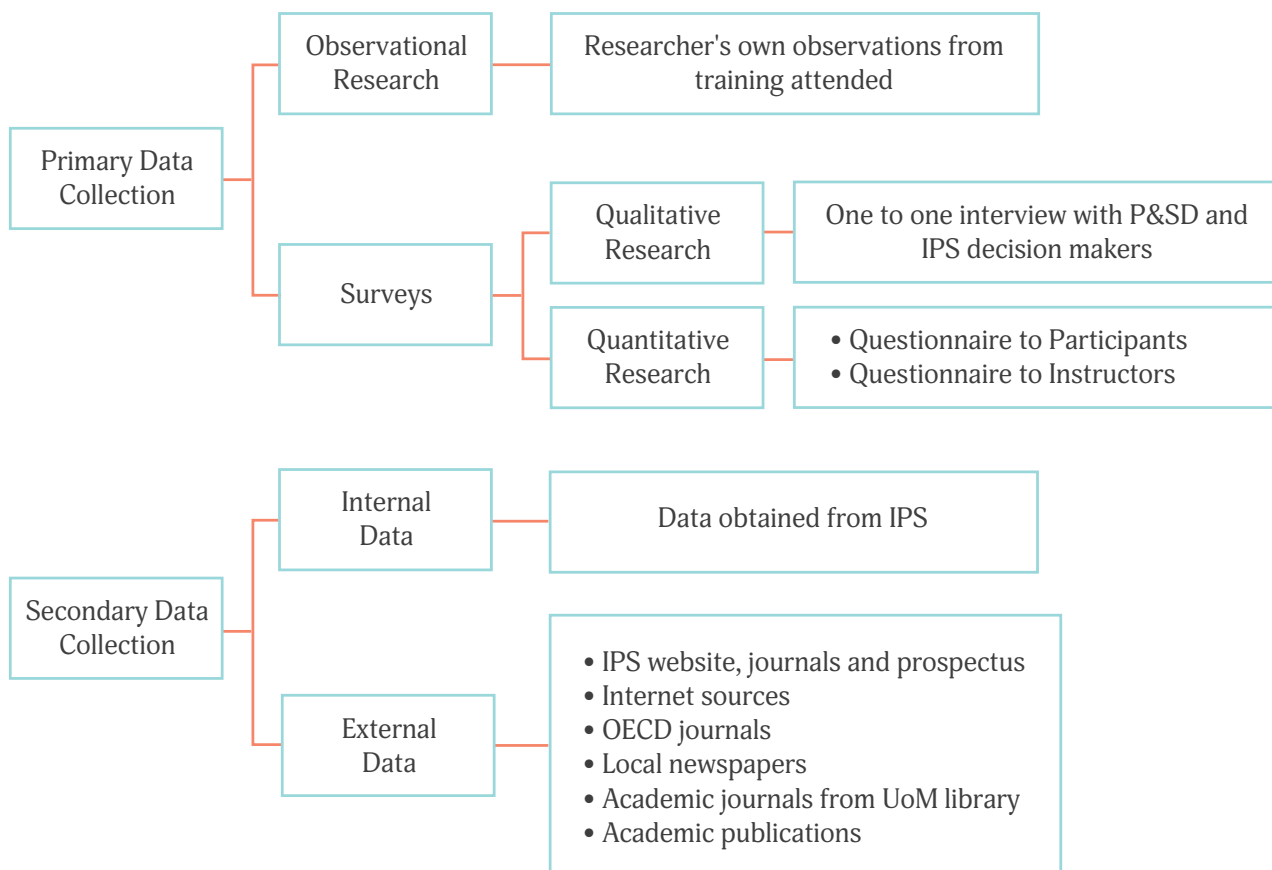 Observational
Research
Researcher's own observations from
training attended
Primary Data
Collection
Qualitative
Research
One to one interview with P&SD and
IPS decision makers
Surveys
Quantitative
Research
• Questionnaire to Participants
• Questionnaire to Instructors
Internal
Data
Data obtained from IPS
Secondary Data
Collection
External
Data
• IPS website, journals and prospectus
• Internet sources
• OECD journals
• Local newspapers
• Academic journals from UoM library
• Academic publications